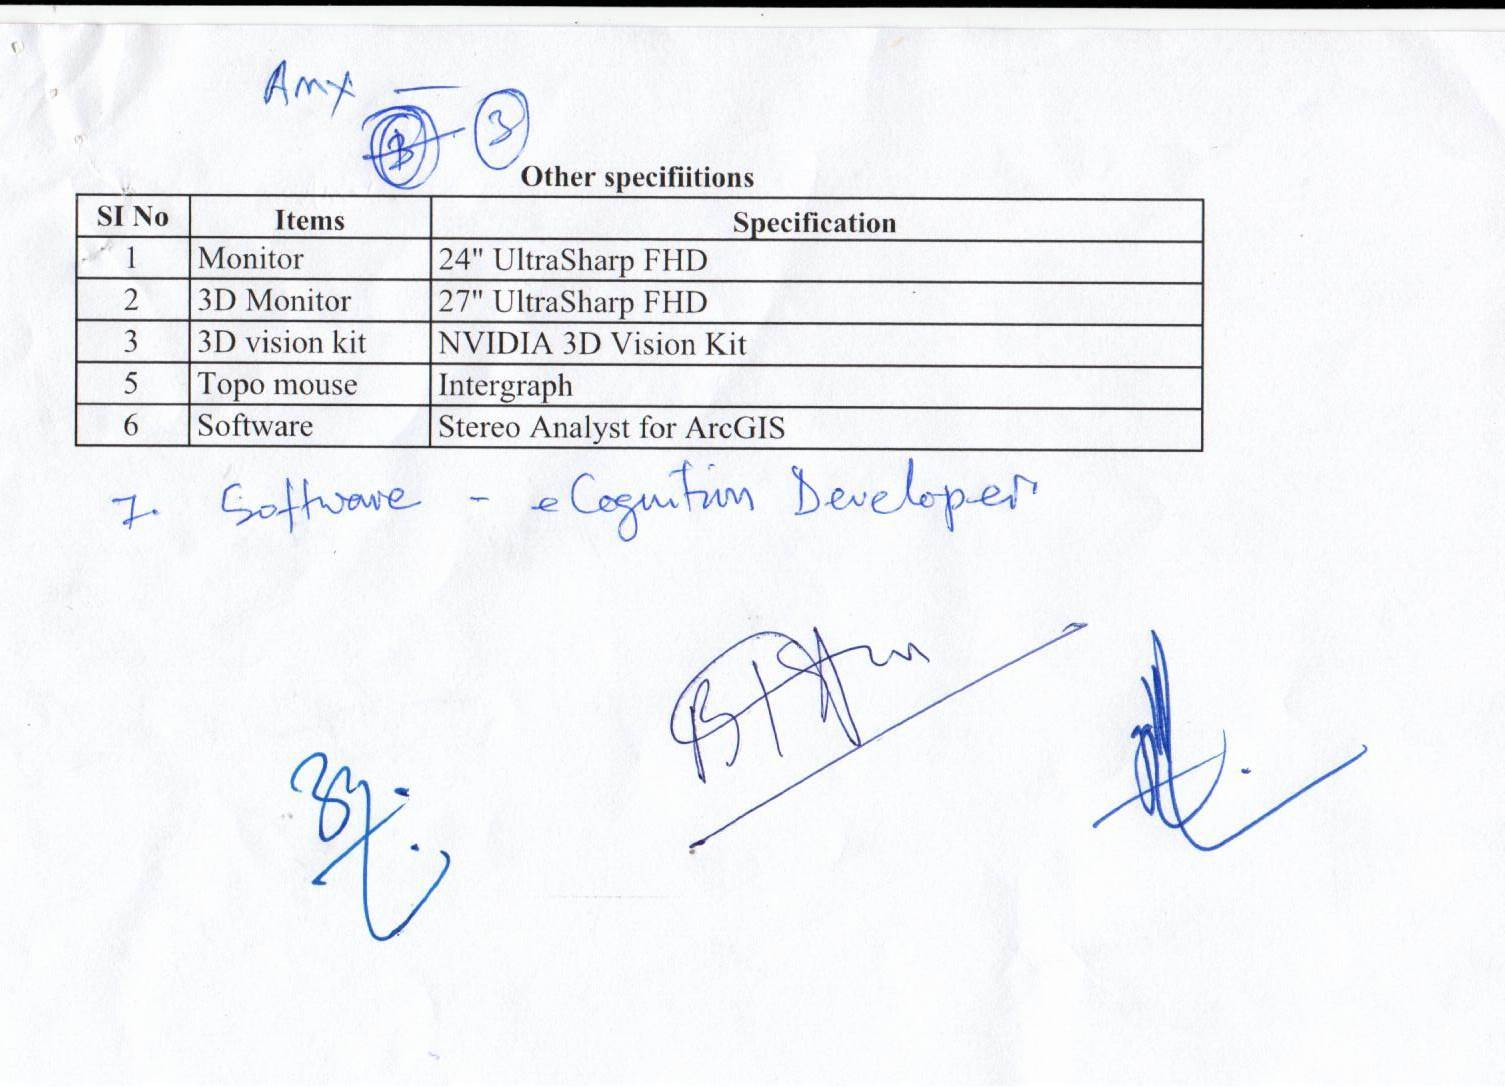 Anx —
3
Other specifiitions
SI No Items Specification
1 Monitor 24" UltraSharp FHD
2 3D Monitor 27" UltraSharp FHD
3 3D vision kit NVIDIA 3D Vision Kit
5 Topo mouse Intergraph
6 Software Stereo Analyst for ArcGIS
7. Software - eCognition Developer